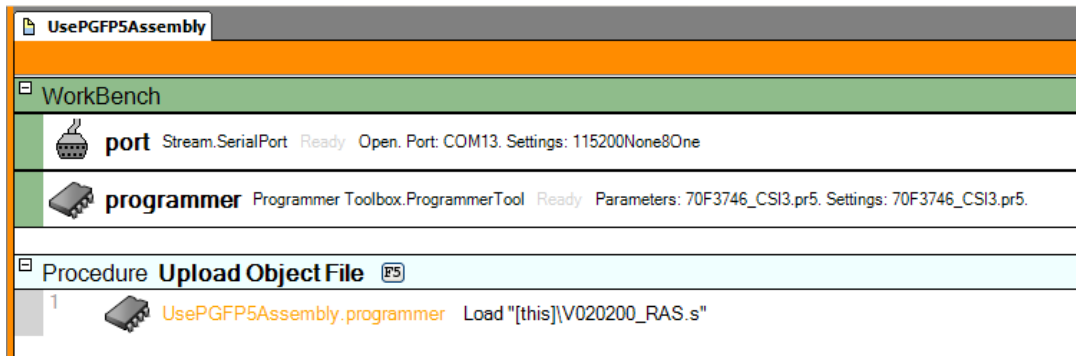 UsePGFP5Assembly
WorkBench
port Stream.SerialPort Ready Open. Port: COM13. Settings: 115200None8One
programmer Programmer Toolbox.ProgrammerTool Ready Parameters: 70F3746_CSI3.pr5. Settings: 70F3746_CSI3.pr5.
Procedure Upload Object File F5
1 UsePGFP5Assembly.programmer Load "[this]\V020200_RAS.s"